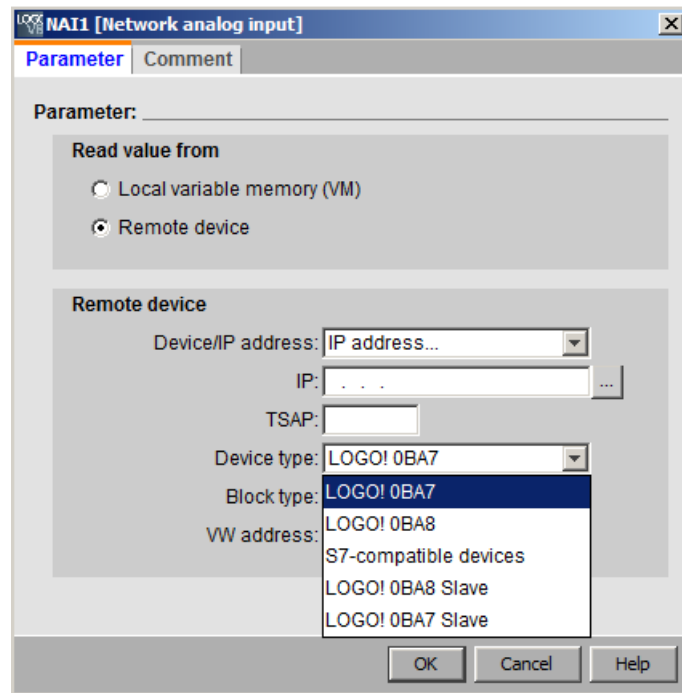 NAI1 [Network analog input]
Parameter Comment
Parameter:
Read value from
Local variable memory (VM)
Remote device
Remote device
Device/IP address: IP address...
IP: . . . ...
TSAP:
Device type: LOGO! 0BA7
Block type: LOGO! 0BA7
LOGO! 0BA8
VW address:
S7-compatible devices
LOGO! 0BA8 Slave
LOGO! 0BA7 Slave
OK Cancel Help